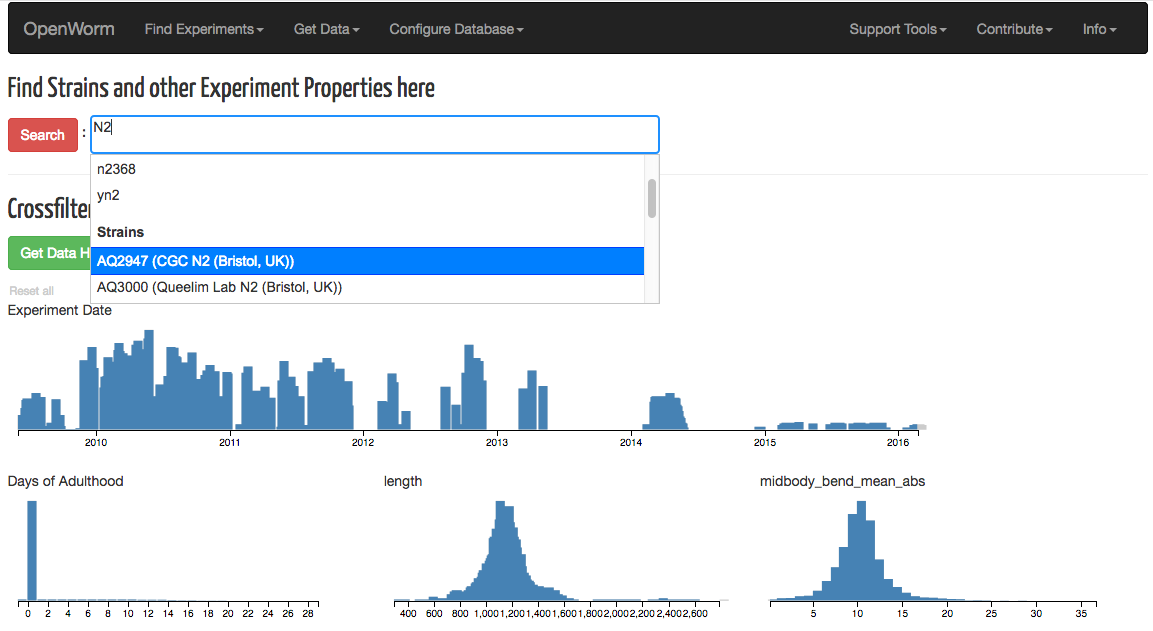 OpenWorm Find Experiments Get Data Configure Database Support Tools Contribute Info
Find Strains and other Experiment Properties here
Search : N2
n2368
yn2
Strains
AQ2947 (CGC N2 (Bristol, UK))
AQ3000 (Queelim Lab N2 (Bristol, UK))
Crossfilter
Get Data H
Reset all
Experiment Date
2010 2011 2012 2013 2014 2015 2016
Days of Adulthood length midbody_bend_mean_abs
0 2 4 6 8 10 12 14 16 18 20 22 24 26 28 400 600 800 1,000 1,200 1,400 1,600 1,800 2,000 2,200 2,400 2,600 5 10 15 20 25 30 35